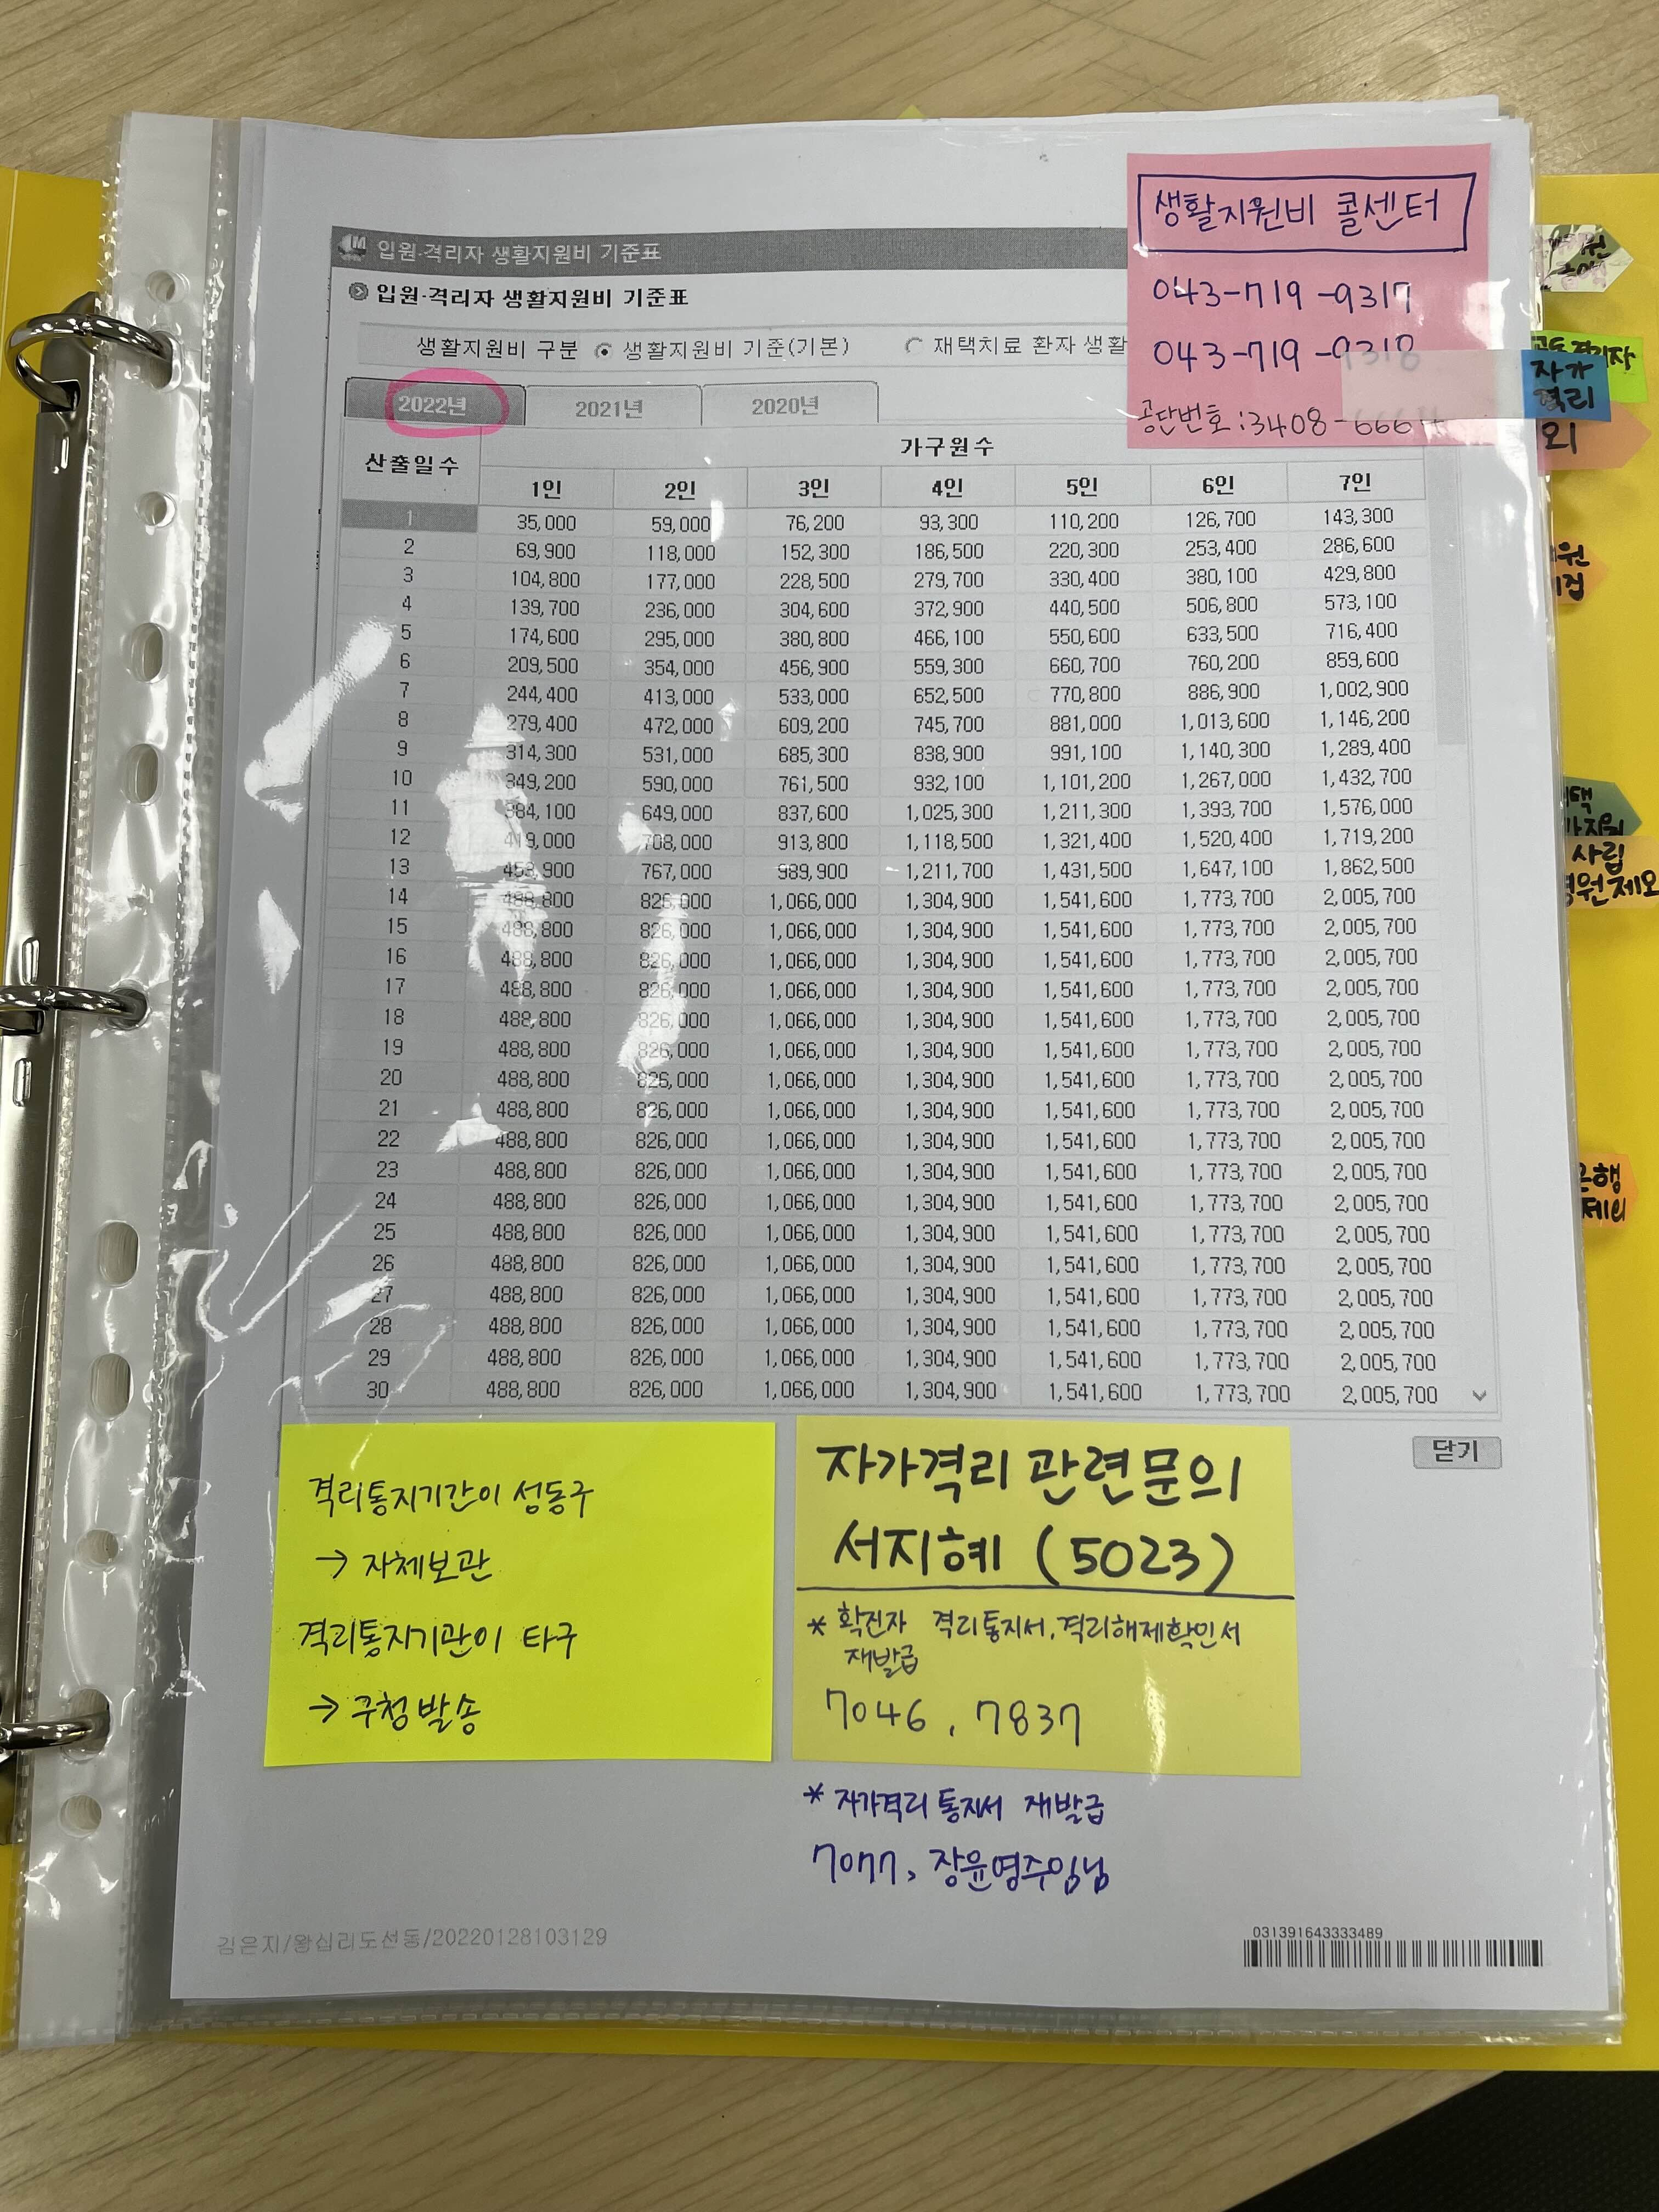 생활지원비 콜센터
043-719-9317
043-719-9318
공단번호:3408-666
입원·격리자 생활지원비 기준표
입원·격리자 생활지원비 기준표
생활지원비 구분 생활지원비 기준(기본) 재택치료 환자 생활
2022년 2021년 2020년
산출일수 가구원수
1인 2인 3인 4인 5인 6인 7인
1 35,000 59,000 76,200 93,300 110,200 126,700 143,300
2 69,900 118,000 152,300 186,500 220,300 253,400 286,600
3 104,800 177,000 228,500 279,700 330,400 380,100 429,800
4 139,700 236,000 304,600 372,900 440,500 506,800 573,100
5 174,600 295,000 380,800 466,100 550,600 633,500 716,400
6 209,500 354,000 456,900 559,300 660,700 760,200 859,600
7 244,400 413,000 533,000 652,500 770,800 886,900 1,002,900
8 279,400 472,000 609,200 745,700 881,000 1,013,600 1,146,200
9 314,300 531,000 685,300 838,900 991,100 1,140,300 1,289,400
10 349,200 590,000 761,500 932,100 1,101,200 1,267,000 1,432,700
11 384,100 649,000 837,600 1,025,300 1,211,300 1,393,700 1,576,000
12 419,000 708,000 913,800 1,118,500 1,321,400 1,520,400 1,719,200
13 453,900 767,000 989,900 1,211,700 1,431,500 1,647,100 1,862,500
14 488,800 826,000 1,066,000 1,304,900 1,541,600 1,773,700 2,005,700
15 488,800 826,000 1,066,000 1,304,900 1,541,600 1,773,700 2,005,700
16 488,800 826,000 1,066,000 1,304,900 1,541,600 1,773,700 2,005,700
17 488,800 826,000 1,066,000 1,304,900 1,541,600 1,773,700 2,005,700
18 488,800 826,000 1,066,000 1,304,900 1,541,600 1,773,700 2,005,700
19 488,800 826,000 1,066,000 1,304,900 1,541,600 1,773,700 2,005,700
20 488,800 826,000 1,066,000 1,304,900 1,541,600 1,773,700 2,005,700
21 488,800 826,000 1,066,000 1,304,900 1,541,600 1,773,700 2,005,700
22 488,800 826,000 1,066,000 1,304,900 1,541,600 1,773,700 2,005,700
23 488,800 826,000 1,066,000 1,304,900 1,541,600 1,773,700 2,005,700
24 488,800 826,000 1,066,000 1,304,900 1,541,600 1,773,700 2,005,700
25 488,800 826,000 1,066,000 1,304,900 1,541,600 1,773,700 2,005,700
26 488,800 826,000 1,066,000 1,304,900 1,541,600 1,773,700 2,005,700
27 488,800 826,000 1,066,000 1,304,900 1,541,600 1,773,700 2,005,700
28 488,800 826,000 1,066,000 1,304,900 1,541,600 1,773,700 2,005,700
29 488,800 826,000 1,066,000 1,304,900 1,541,600 1,773,700 2,005,700
30 488,800 826,000 1,066,000 1,304,900 1,541,600 1,773,700 2,005,700
닫기
격리통지기간이 성동구
→ 자체보관
격리통지기관이 타구
→ 구청발송
자가격리 관련문의
서지혜 (5023)
* 확진자 격리통지서, 격리해제확인서
재발급
7046, 7837
* 자가격리 통지서 재발급
7077, 장윤영주임님
김은지/왕십리도선동/20220128103129
031391643333489
자가
격리
외
사립